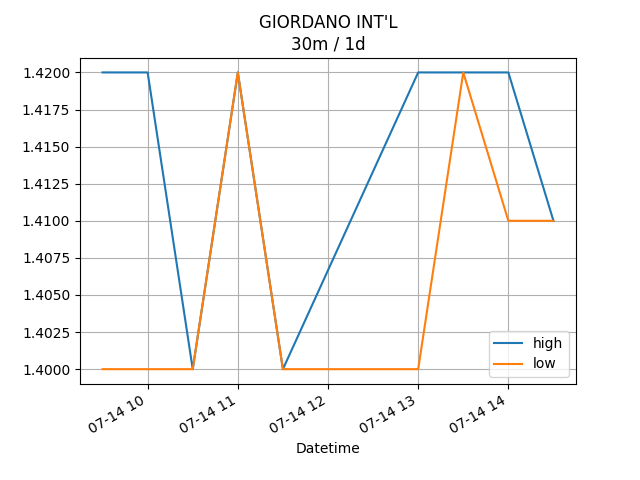 GIORDANO INT'L
30m / 1d
1.4200
1.4175
1.4150
1.4125
1.4100
1.4075
1.4050
1.4025
1.4000
high
low
07-14 10
07-14 11
07-14 12
07-14 13
07-14 14
Datetime